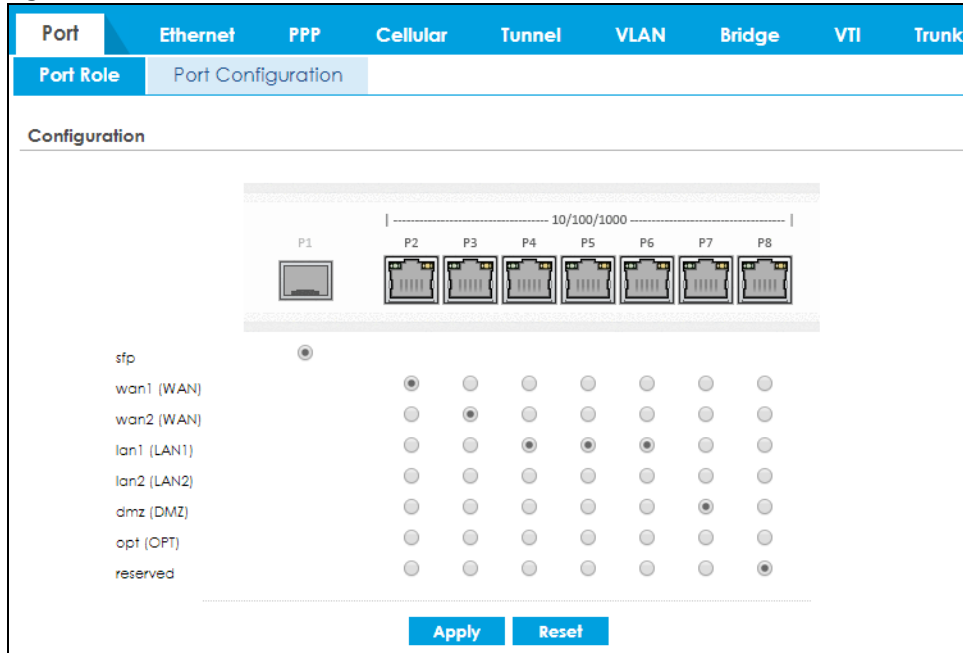 Port Ethernet PPP Cellular Tunnel VLAN Bridge VTI Trunk
Port Role Port Configuration
Configuration
10/100/1000
P1 P2 P3 P4 P5 P6 P7 P8
sfp
wan1 (WAN)
wan2 (WAN)
lan1 (LAN1)
lan2 (LAN2)
dmz (DMZ)
opt (OPT)
reserved
Apply Reset